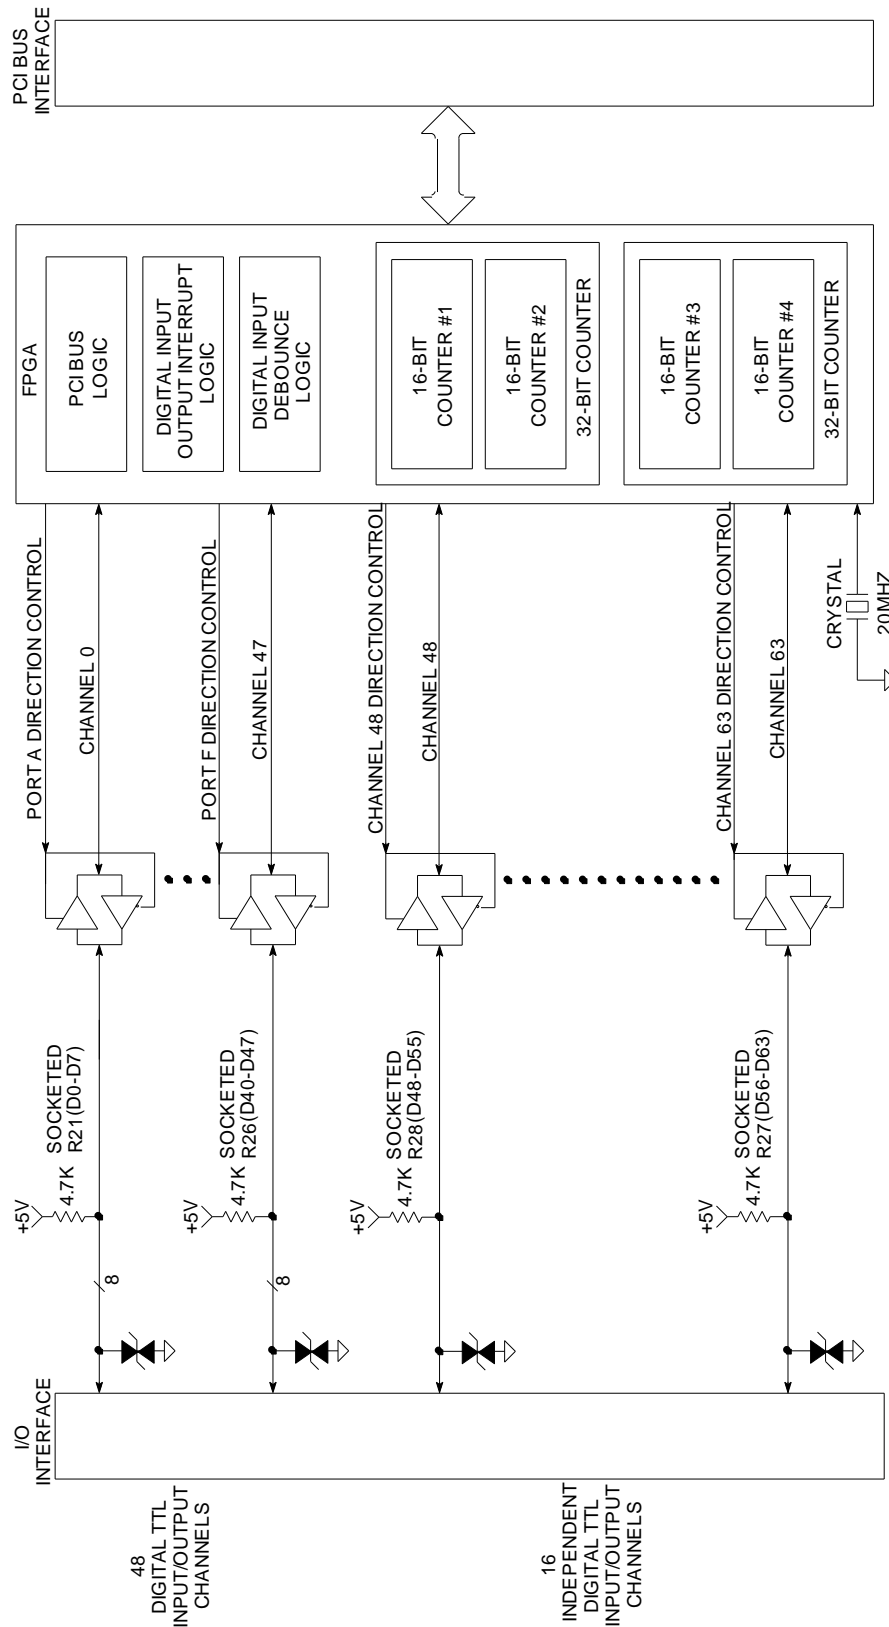 PCI BUS
INTERFACE
FPGA
PCI BUS
LOGIC
DIGITAL INPUT
OUTPUT INTERRUPT
LOGIC
DIGITAL INPUT
DEBOUNCE
LOGIC
16-BIT
COUNTER #1
16-BIT
COUNTER #2
32-BIT COUNTER
16-BIT
COUNTER #3
16-BIT
COUNTER #4
32-BIT COUNTER
PORT A DIRECTION CONTROL
CHANNEL 0
PORT F DIRECTION CONTROL
CHANNEL 47
CHANNEL 48 DIRECTION CONTROL
CHANNEL 48
CHANNEL 63 DIRECTION CONTROL
CHANNEL 63
CRYSTAL
20MHZ
SOCKETED
R21(D0-D7)
4.7K
+5V
8
SOCKETED
R26(D40-D47)
4.7K
+5V
8
SOCKETED
R28(D48-D55)
4.7K
+5V
SOCKETED
R27(D56-D63)
4.7K
+5V
I/O
INTERFACE
48
DIGITAL TTL
INPUT/OUTPUT
CHANNELS
16
INDEPENDENT
DIGITAL TTL
INPUT/OUTPUT
CHANNELS